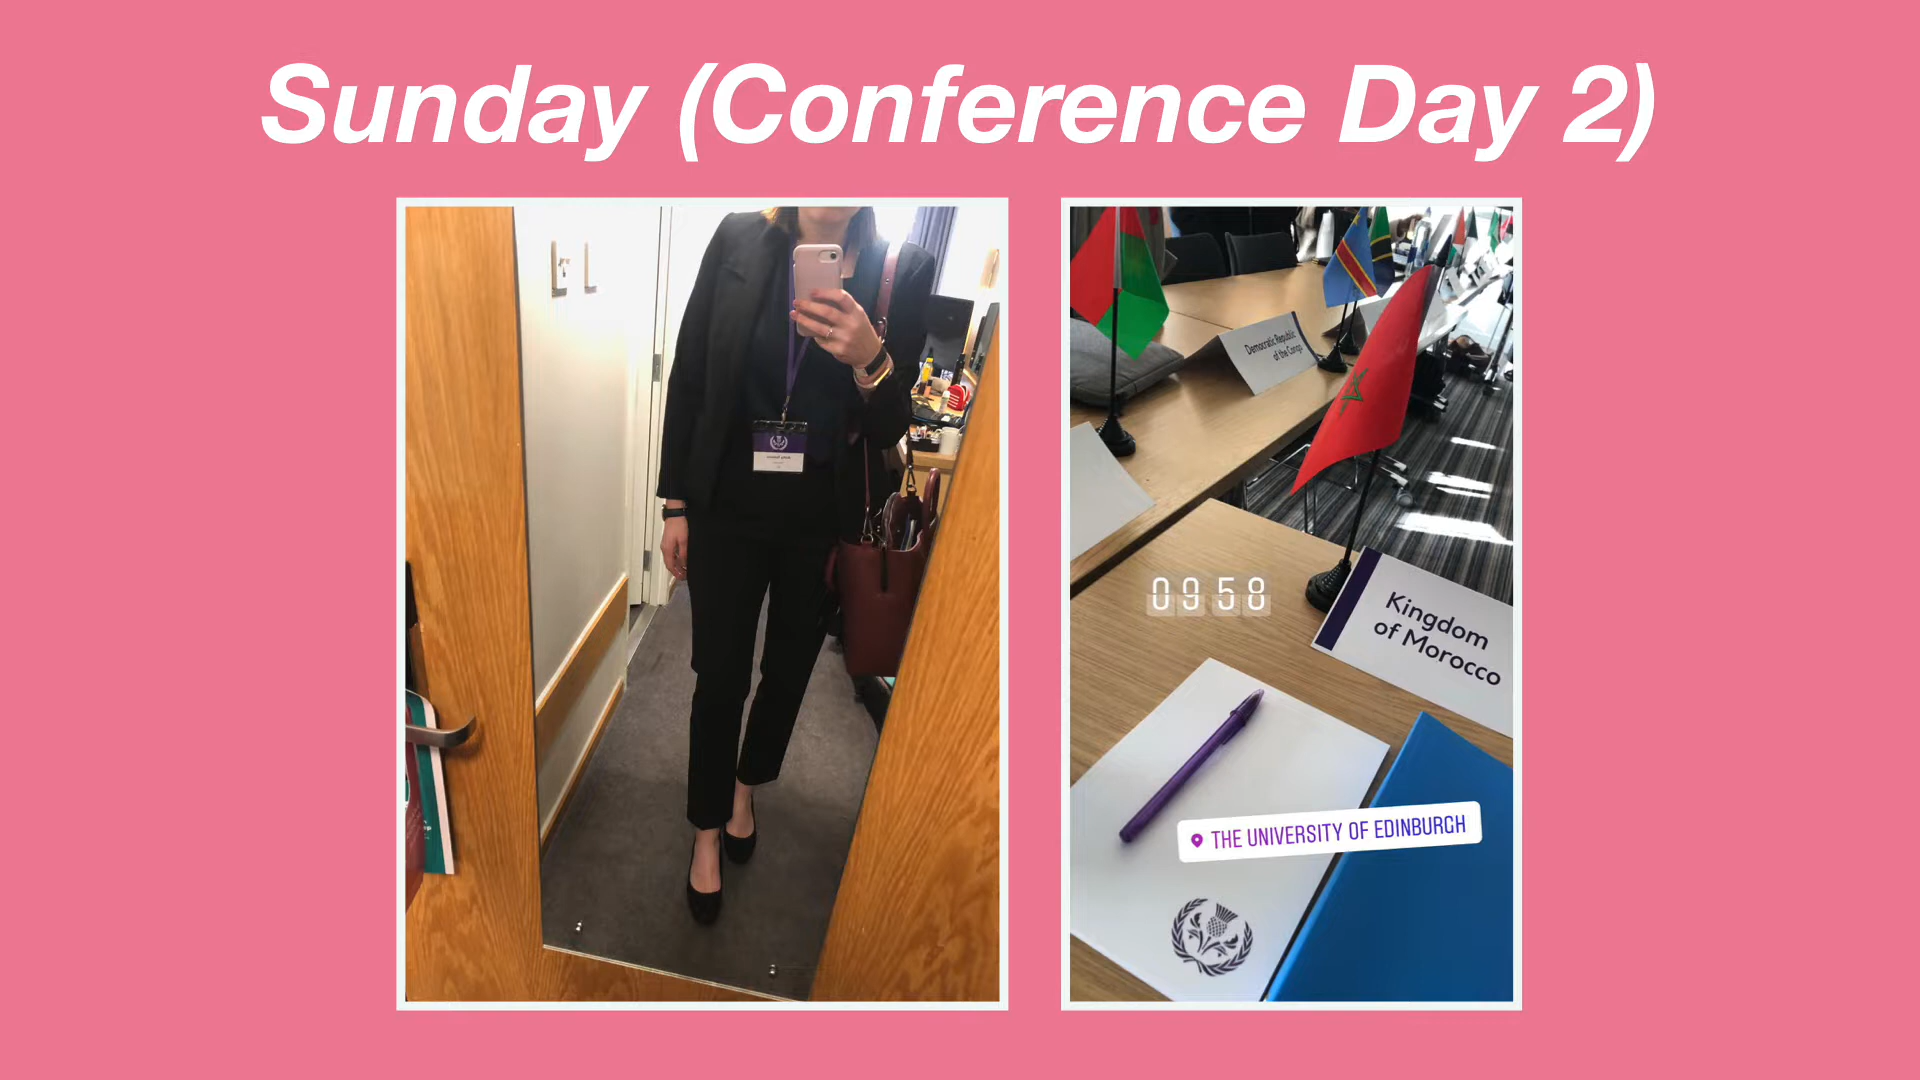 Sunday (Conference Day 2)
Democratic Republic
of the Congo
09 58
Kingdom
of Morocco
THE UNIVERSITY OF EDINBURGH